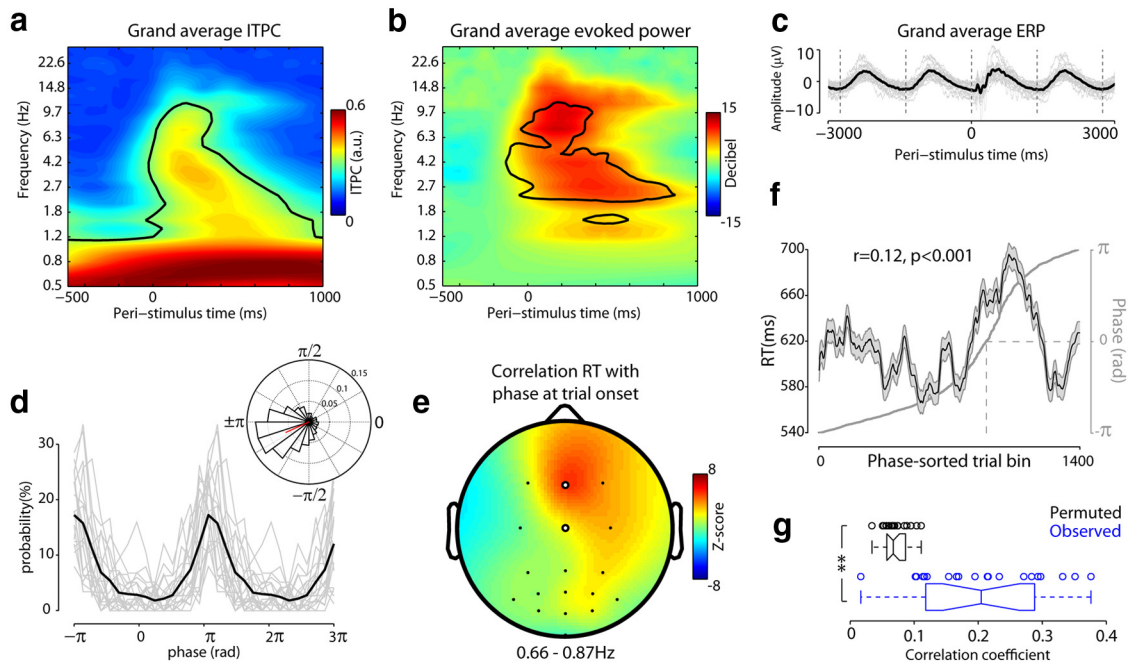 a
Grand average ITPC
22.6
14.8
9.7
6.3
4.2
2.7
1.8
1.2
0.8
0.5
Frequency (Hz)
−500
0
1000
Peri−stimulus time (ms)
0.6
0
ITPC (a.u.)
b
Grand average evoked power
22.6
14.8
9.7
6.3
4.2
2.7
1.8
1.2
0.8
0.5
Frequency (Hz)
−500
0
1000
Peri−stimulus time (ms)
15
-15
Decibel
c
Grand average ERP
Amplitude (μV)
10
0
−10
−3000
0
3000
Peri−stimulus time (ms)
d
π/2
±π
0
−π/2
0.05
0.1
0.15
30
20
10
0
probability(%)
−π
0
π
2π
3π
phase (rad)
e
Correlation RT with
phase at trial onset
8
-8
Z-score
0.66 - 0.87Hz
f
r=0.12, p<0.001
700
660
620
580
540
RT(ms)
π
0
-π
Phase (rad)
0
1400
Phase-sorted trial bin
g
Permuted
Observed
**
0
0.1
0.2
0.3
0.4
Correlation coefficient